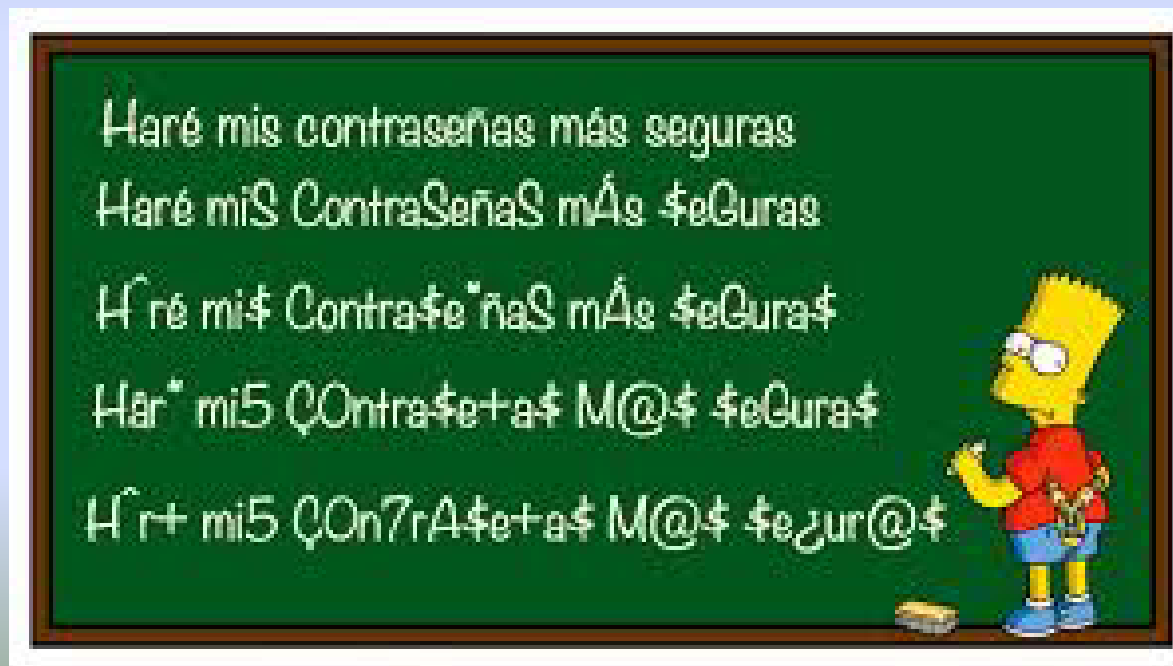 Haré mis contraseñas más seguras
Haré miS ContraSeñaS mÁs $eGuras
H^ré mi$ Contra$e*ñaS mÁs $eGura$
Hâr* mi5 ÇOntra$e+a$ M@$ $eGura$
H^r+ mi5 ÇOn7rA$e+a$ M@$ $e¿ur@$